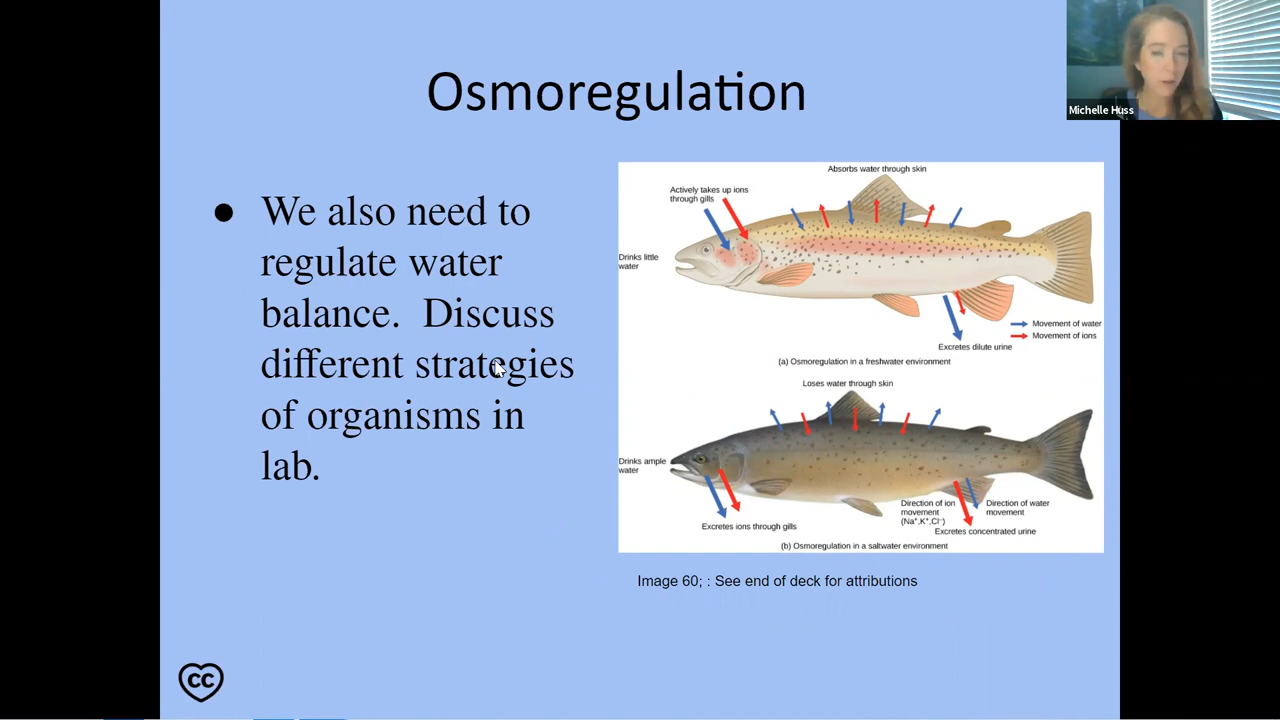 Osmoregulation
Michelle Huss
● We also need to
regulate water
balance.  Discuss
different strategies
of organisms in
lab.
Absorbs water through skin
Actively takes up ions
through gills
Drinks little
water
Movement of water
Movement of ions
Excretes dilute urine
(a) Osmoregulation in a freshwater environment
Loses water through skin
Drinks ample
water
Excretes ions through gills
Direction of ion
movement
(Na⁺,K⁺,Cl⁻)
Direction of water
movement
Excretes concentrated urine
(b) Osmoregulation in a saltwater environment
Image 60; : See end of deck for attributions
CC